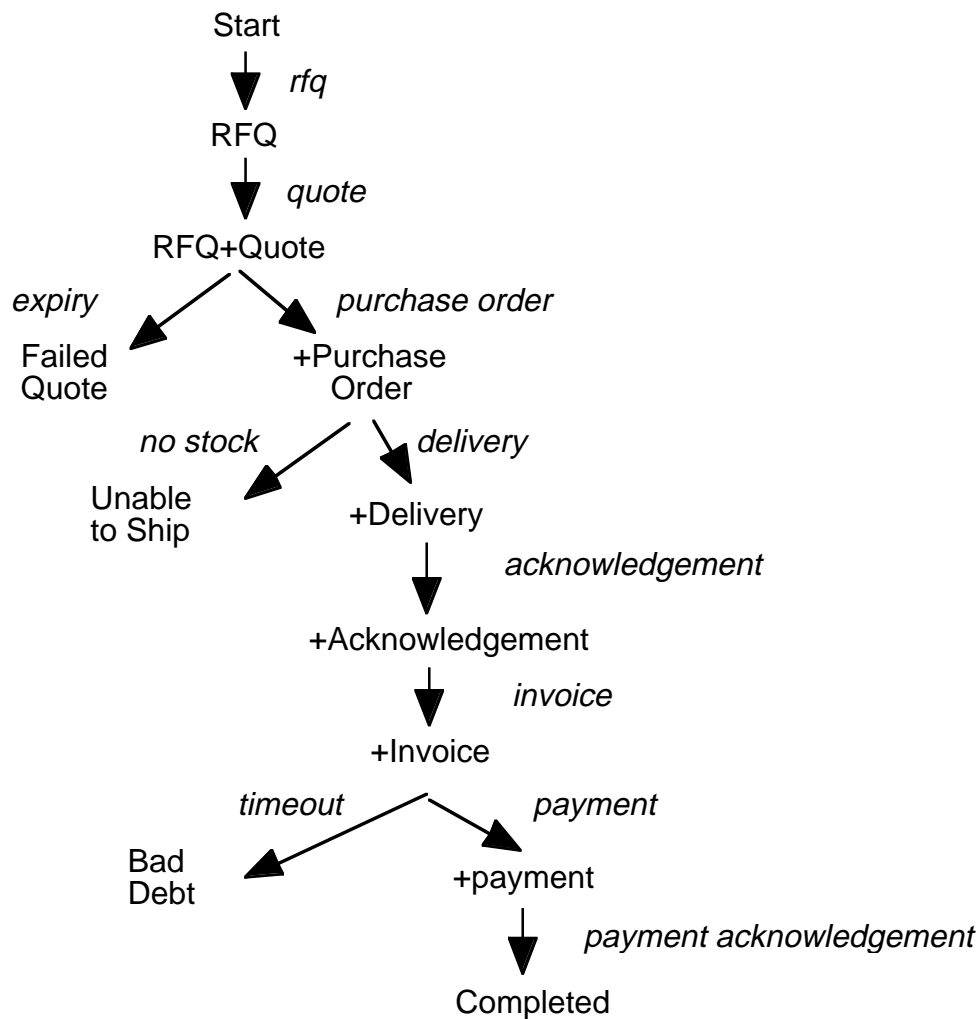 Start
rfq
RFQ
quote
RFQ+Quote
expiry
purchase order
Failed
Quote
+Purchase
Order
no stock
delivery
Unable
to Ship
+Delivery
acknowledgement
+Acknowledgement
invoice
+Invoice
timeout
payment
Bad
Debt
+payment
payment acknowledgement
Completed